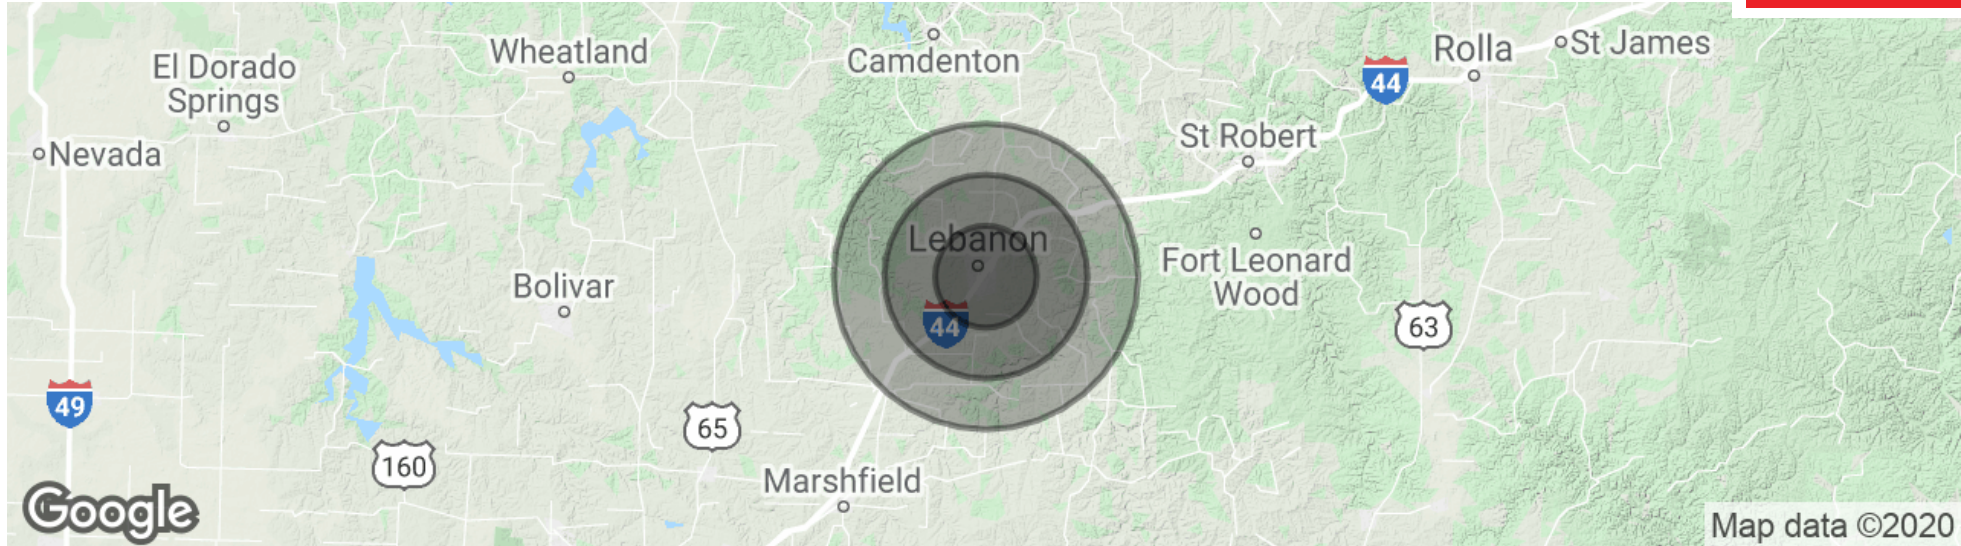 Camdenton
Rolla
St James
Wheatland
El Dorado
Springs
44
Nevada
St Robert
Lebanon
Fort Leonard
Wood
Bolivar
44
63
49
65
160
Marshfield
Google
Map data ©2020